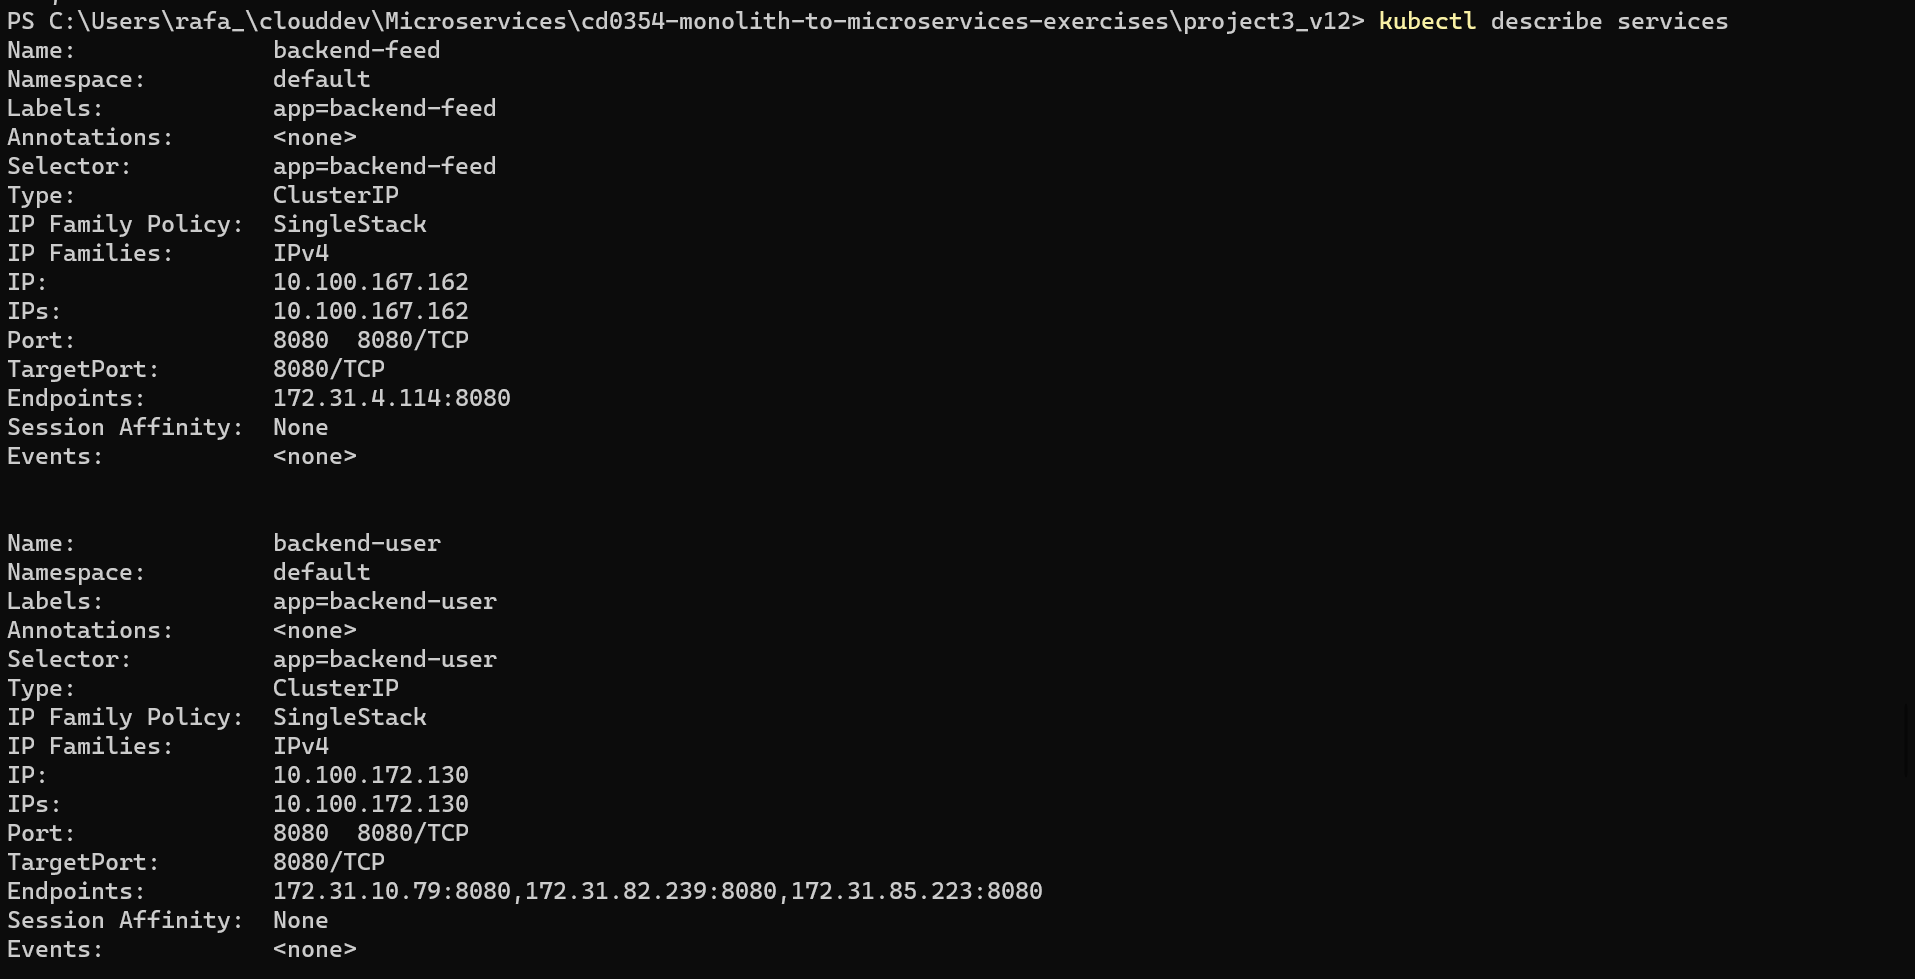 PS C:\Users\rafa_\clouddev\Microservices\cd0354-monolith-to-microservices-exercises\project3_v12> kubectl describe services
Name:              backend-feed
Namespace:         default
Labels:            app=backend-feed
Annotations:       <none>
Selector:          app=backend-feed
Type:              ClusterIP
IP Family Policy:  SingleStack
IP Families:       IPv4
IP:                10.100.167.162
IPs:               10.100.167.162
Port:              8080  8080/TCP
TargetPort:        8080/TCP
Endpoints:         172.31.4.114:8080
Session Affinity:  None
Events:            <none>
Name:              backend-user
Namespace:         default
Labels:            app=backend-user
Annotations:       <none>
Selector:          app=backend-user
Type:              ClusterIP
IP Family Policy:  SingleStack
IP Families:       IPv4
IP:                10.100.172.130
IPs:               10.100.172.130
Port:              8080  8080/TCP
TargetPort:        8080/TCP
Endpoints:         172.31.10.79:8080,172.31.82.239:8080,172.31.85.223:8080
Session Affinity:  None
Events:            <none>